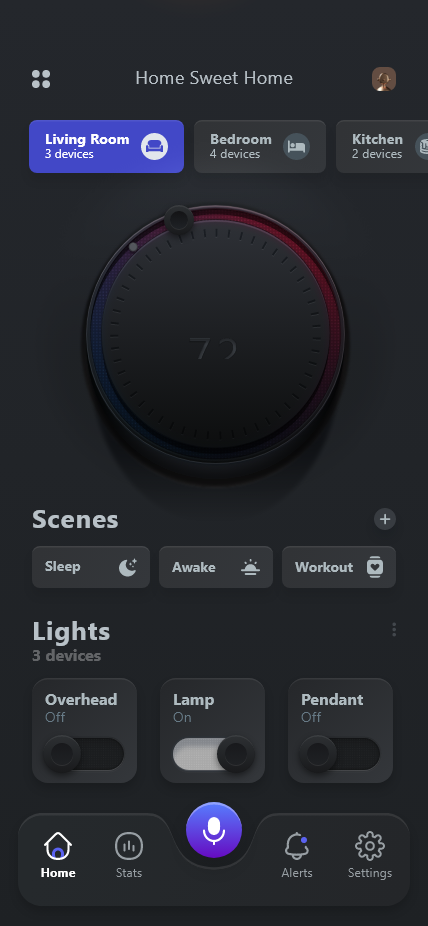 Home Sweet Home
Living Room
3 devices
Bedroom
4 devices
Kitchen
2 devices
72
Scenes
Sleep
Awake
Workout
Lights
3 devices
Overhead
Off
Lamp
On
Pendant
Off
Home
Stats
Alerts
Settings